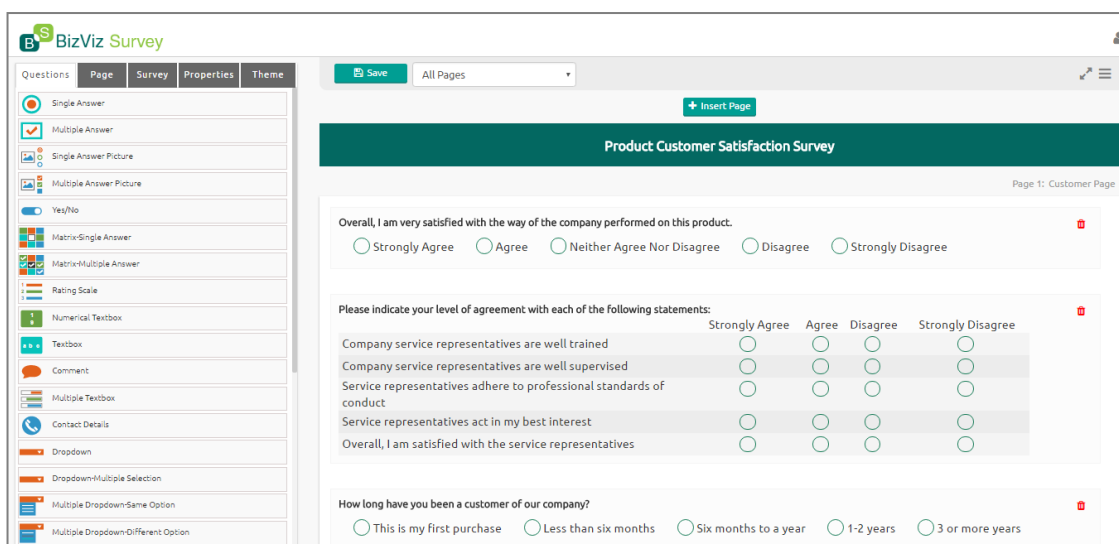 BS BizViz Survey
Questions Page Survey Properties Theme
Single Answer
Multiple Answer
Single Answer Picture
Multiple Answer Picture
Yes/No
Matrix-Single Answer
Matrix-Multiple Answer
Rating Scale
Numerical Textbox
Textbox
Comment
Multiple Textbox
Contact Details
Dropdown
Dropdown-Multiple Selection
Multiple Dropdown-Same Option
Multiple Dropdown-Different Option
Save All Pages
+ Insert Page
Product Customer Satisfaction Survey
Page 1: Customer Page
Overall, I am very satisfied with the way of the company performed on this product.
Strongly Agree Agree Neither Agree Nor Disagree Disagree Strongly Disagree
Please indicate your level of agreement with each of the following statements:
Strongly Agree Agree Disagree Strongly Disagree
Company service representatives are well trained
Company service representatives are well supervised
Service representatives adhere to professional standards of
conduct
Service representatives act in my best interest
Overall, I am satisfied with the service representatives
How long have you been a customer of our company?
This is my first purchase Less than six months Six months to a year 1-2 years 3 or more years